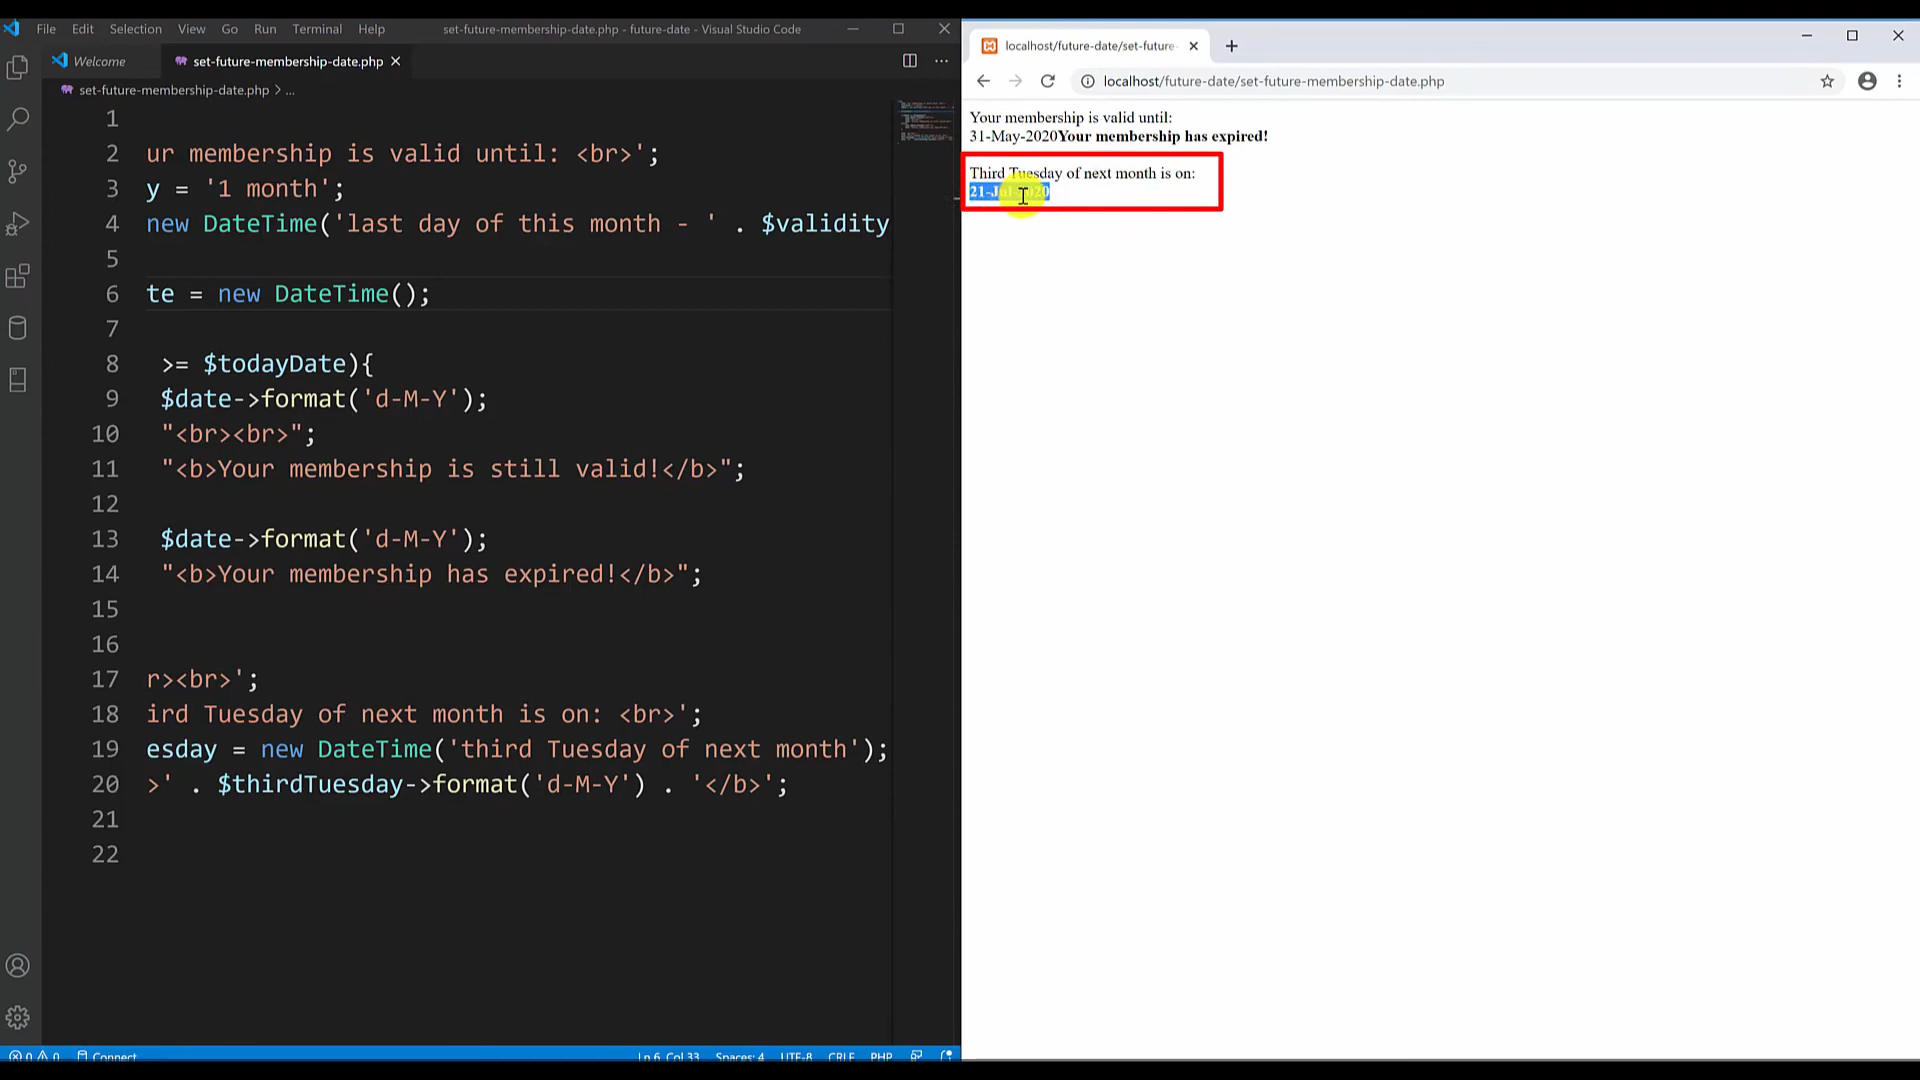 File Edit Selection View Go Run Terminal Help
set-future-membership-date.php - future-date - Visual Studio Code
Welcome
set-future-membership-date.php
set-future-membership-date.php > ...
1
2 ur membership is valid until: <br>';
3 y = '1 month';
4 new DateTime('last day of this month - ' . $validity
5
6 te = new DateTime();
7
8 >= $todayDate){
9 $date->format('d-M-Y');
10 "<br><br>";
11 "<b>Your membership is still valid!</b>";
12
13 $date->format('d-M-Y');
14 "<b>Your membership has expired!</b>";
15
16
17 r><br>';
18 ird Tuesday of next month is on: <br>';
19 esday = new DateTime('third Tuesday of next month');
20 >' . $thirdTuesday->format('d-M-Y') . '</b>';
21
22
0 0 Connect
Ln 6, Col 33 Spaces: 4 UTF-8 CRLF PHP
localhost/future-date/set-future-
localhost/future-date/set-future-membership-date.php
Your membership is valid until:
31-May-2020Your membership has expired!
Third Tuesday of next month is on:
21-Jul-2020